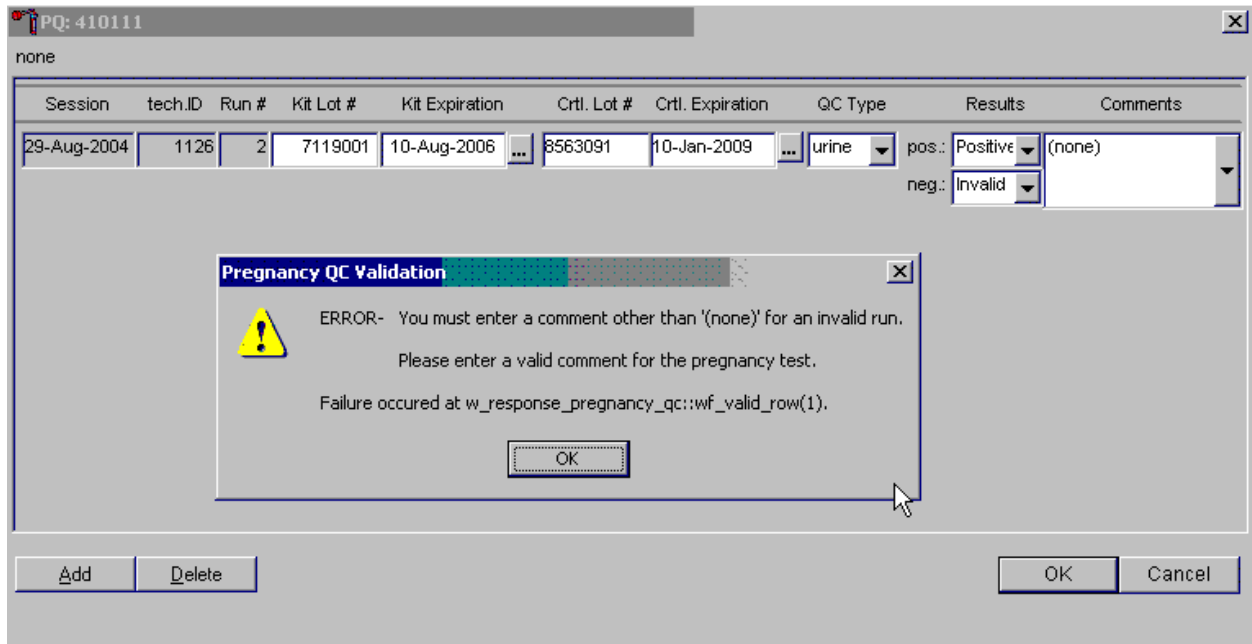 PQ: 410111
none
Session tech.ID Run # Kit Lot # Kit Expiration Crtl. Lot # Crtl. Expiration QC Type Results Comments
29-Aug-2004 1126 2 7119001 10-Aug-2006 ... 8563091 10-Jan-2009 ... urine pos.: Positive (none)
neg.: Invalid
Pregnancy QC Validation
ERROR- You must enter a comment other than '(none)' for an invalid run.
Please enter a valid comment for the pregnancy test.
Failure occured at w_response_pregnancy_qc::wf_valid_row(1).
OK
Add Delete OK Cancel